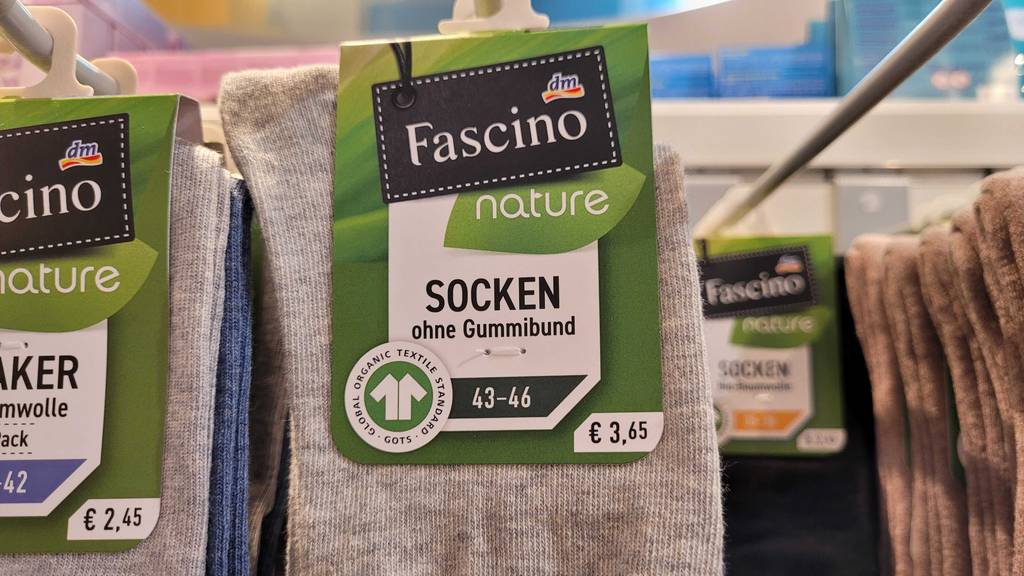 dm
cino
nature
AKER
mwolle
Pack
-42
€ 2,45
dm
Fascino
nature
SOCKEN
ohne Gummibund
43-46
GLOBAL ORGANIC TEXTILE STANDARD
· GOTS ·
€ 3,65
Fascino
nature
SOCKEN